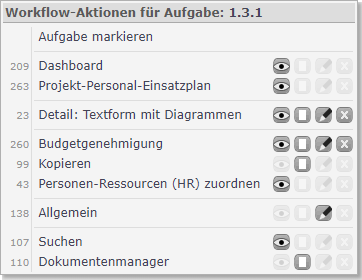 Workflow-Aktionen für Aufgabe: 1.3.1
Aufgabe markieren
209 Dashboard
263 Projekt-Personal-Einsatzplan
23 Detail: Textform mit Diagrammen
260 Budgetgenehmigung
99 Kopieren
43 Personen-Ressourcen (HR) zuordnen
138 Allgemein
107 Suchen
110 Dokumentenmanager